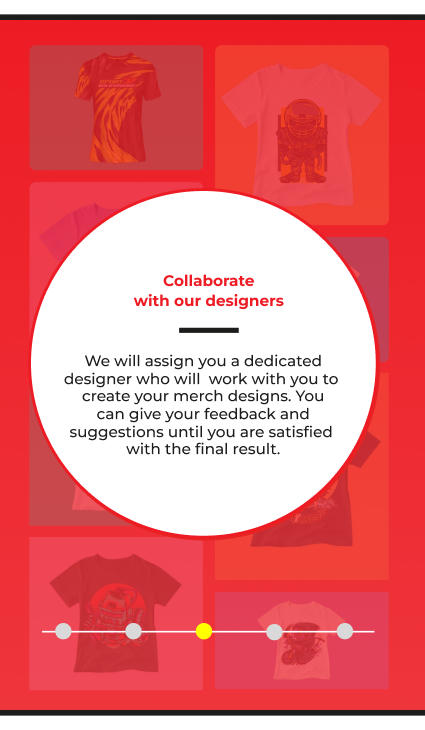 SPORT
Collaborate
with our designers
We will assign you a dedicated
designer who will  work with you to
create your merch designs. You
can give your feedback and
suggestions until you are satisfied
with the final result.